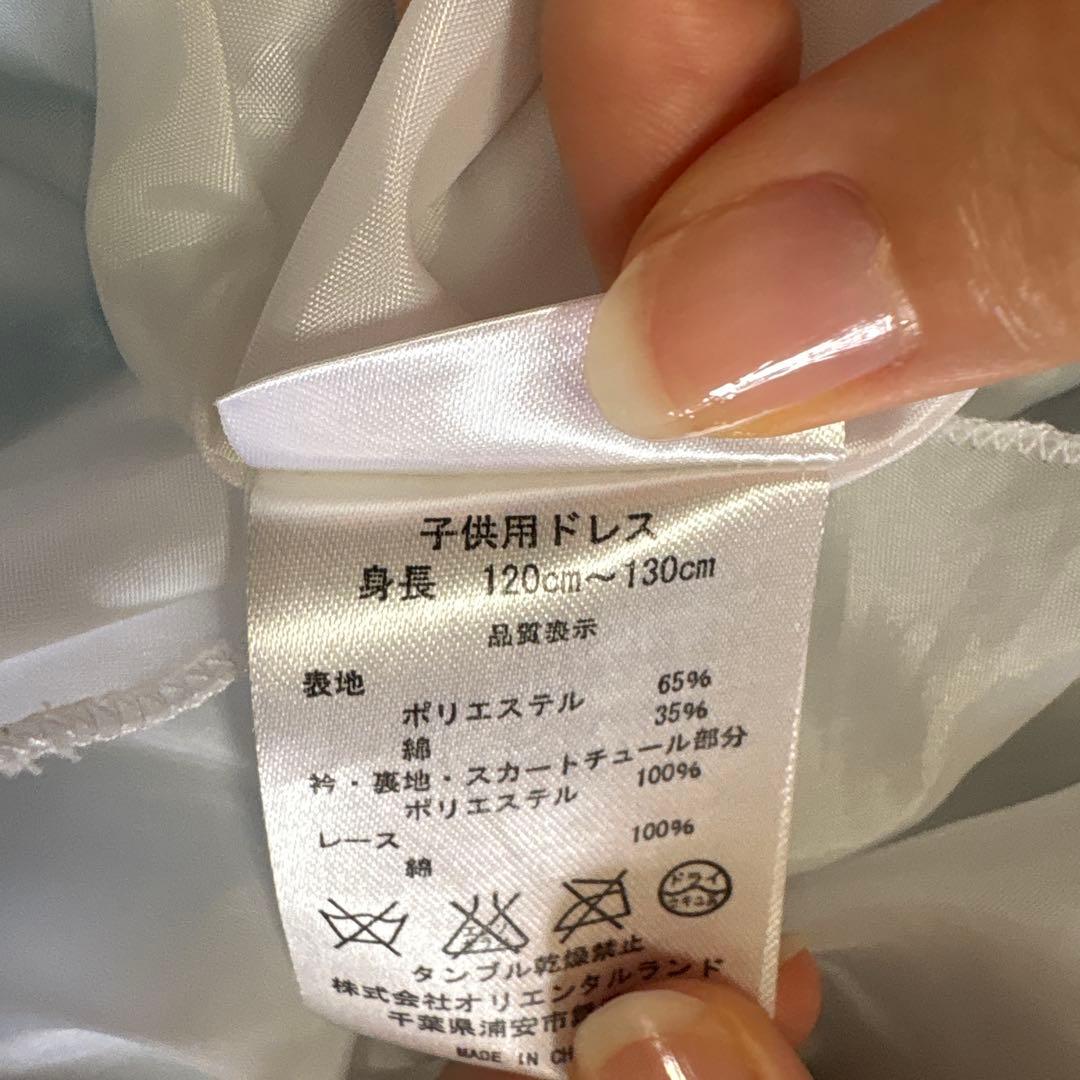 子供用ドレス
身長 120cm～130cm
品質表示
表地
ポリエステル 65%
綿 35%
衿・裏地・スカートチュール部分
ポリエステル 100%
レース
綿 100%
ドライ
タンブル乾燥禁止
株式会社オリエンタルランド
千葉県浦安市
MADE IN